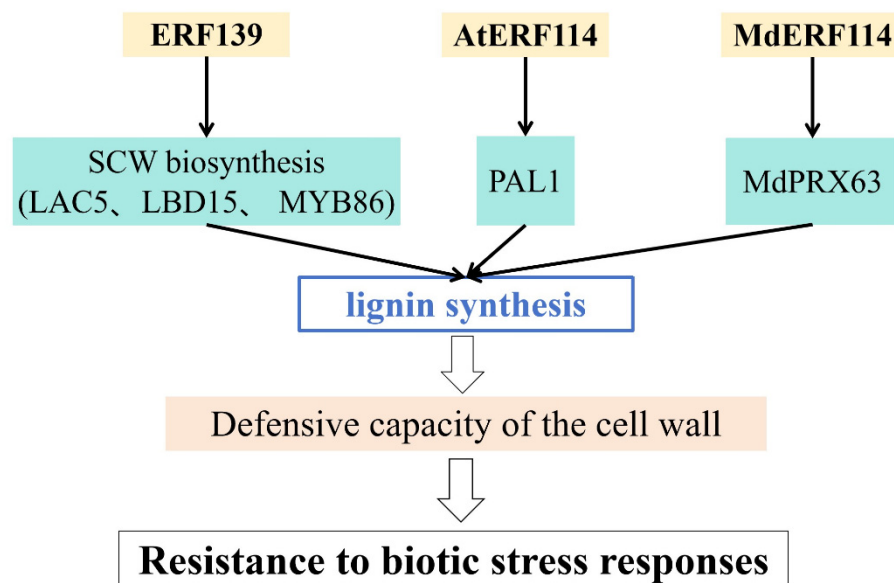 ERF139
AtERF114
MdERF114
SCW biosynthesis
(LAC5、LBD15、 MYB86)
PAL1
MdPRX63
lignin synthesis
Defensive capacity of the cell wall
Resistance to biotic stress responses